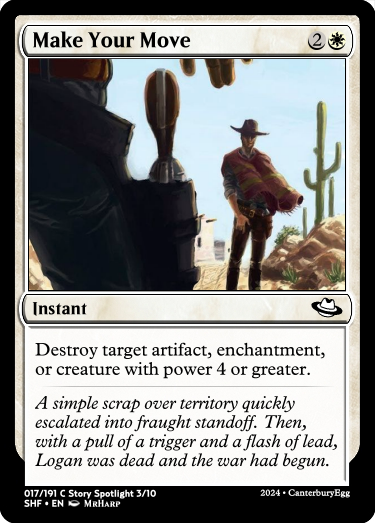 Make Your Move 2
Instant
Destroy target artifact, enchantment,
or creature with power 4 or greater.
A simple scrap over territory quickly
escalated into fraught standoff. Then,
with a pull of a trigger and a flash of lead,
Logan was dead and the war had begun.
017/191 C Story Spotlight 3/10
SHF • EN MrHarp
2024 • CanterburyEgg